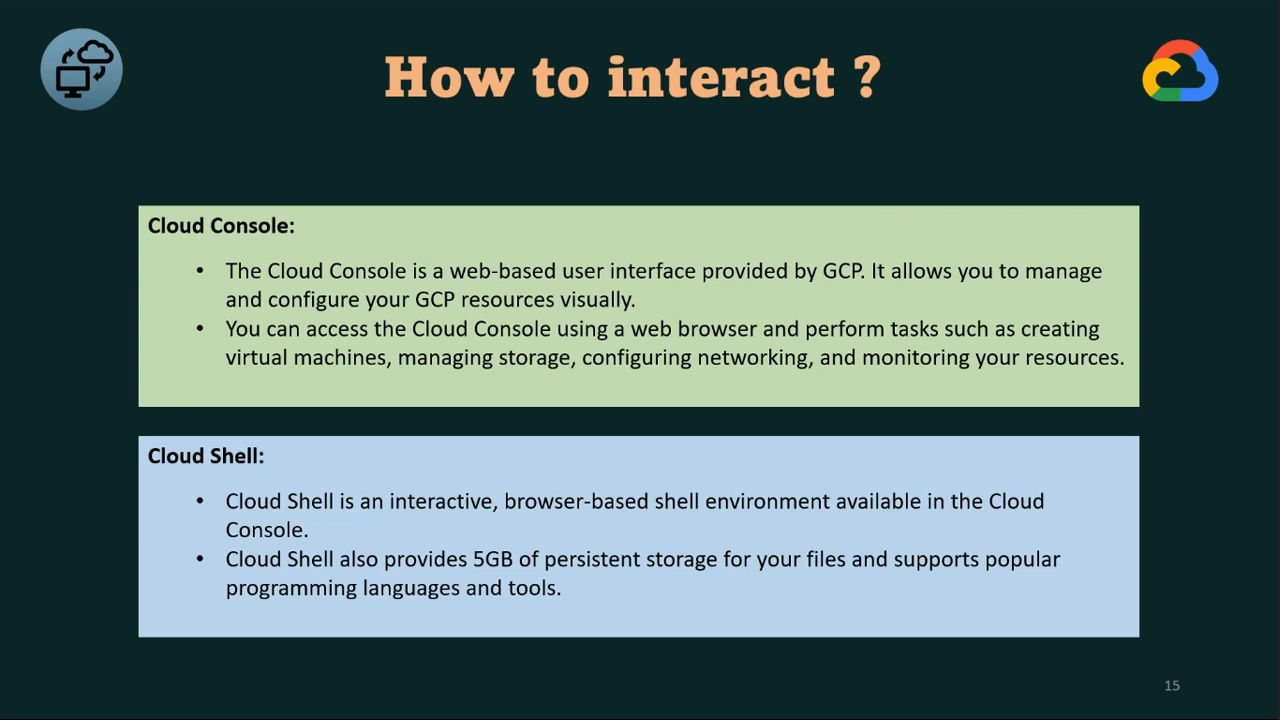 How to interact ?
Cloud Console:
• The Cloud Console is a web-based user interface provided by GCP. It allows you to manage
and configure your GCP resources visually.
• You can access the Cloud Console using a web browser and perform tasks such as creating
virtual machines, managing storage, configuring networking, and monitoring your resources.
Cloud Shell:
• Cloud Shell is an interactive, browser-based shell environment available in the Cloud
Console.
• Cloud Shell also provides 5GB of persistent storage for your files and supports popular
programming languages and tools.
15